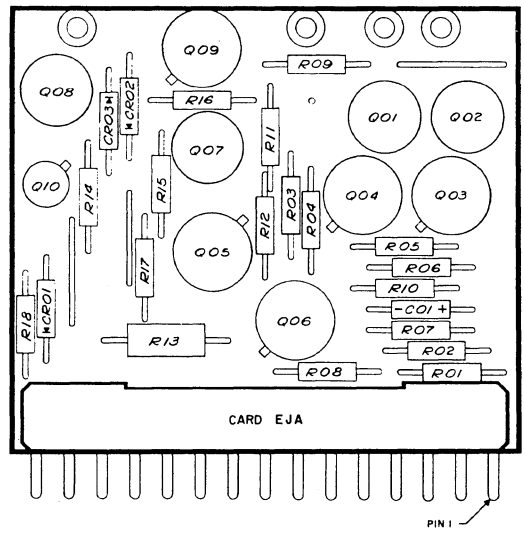 Q09
R09
Q08
CR03*
*CR02
R16
R11
Q01
Q02
Q07
Q10
R14
R15
R12
R03
R04
Q04
Q03
Q05
R17
R05
R06
R10
-C01+
R07
R18
*CR01
R13
Q06
R02
R08
R01
CARD EJA
PIN 1